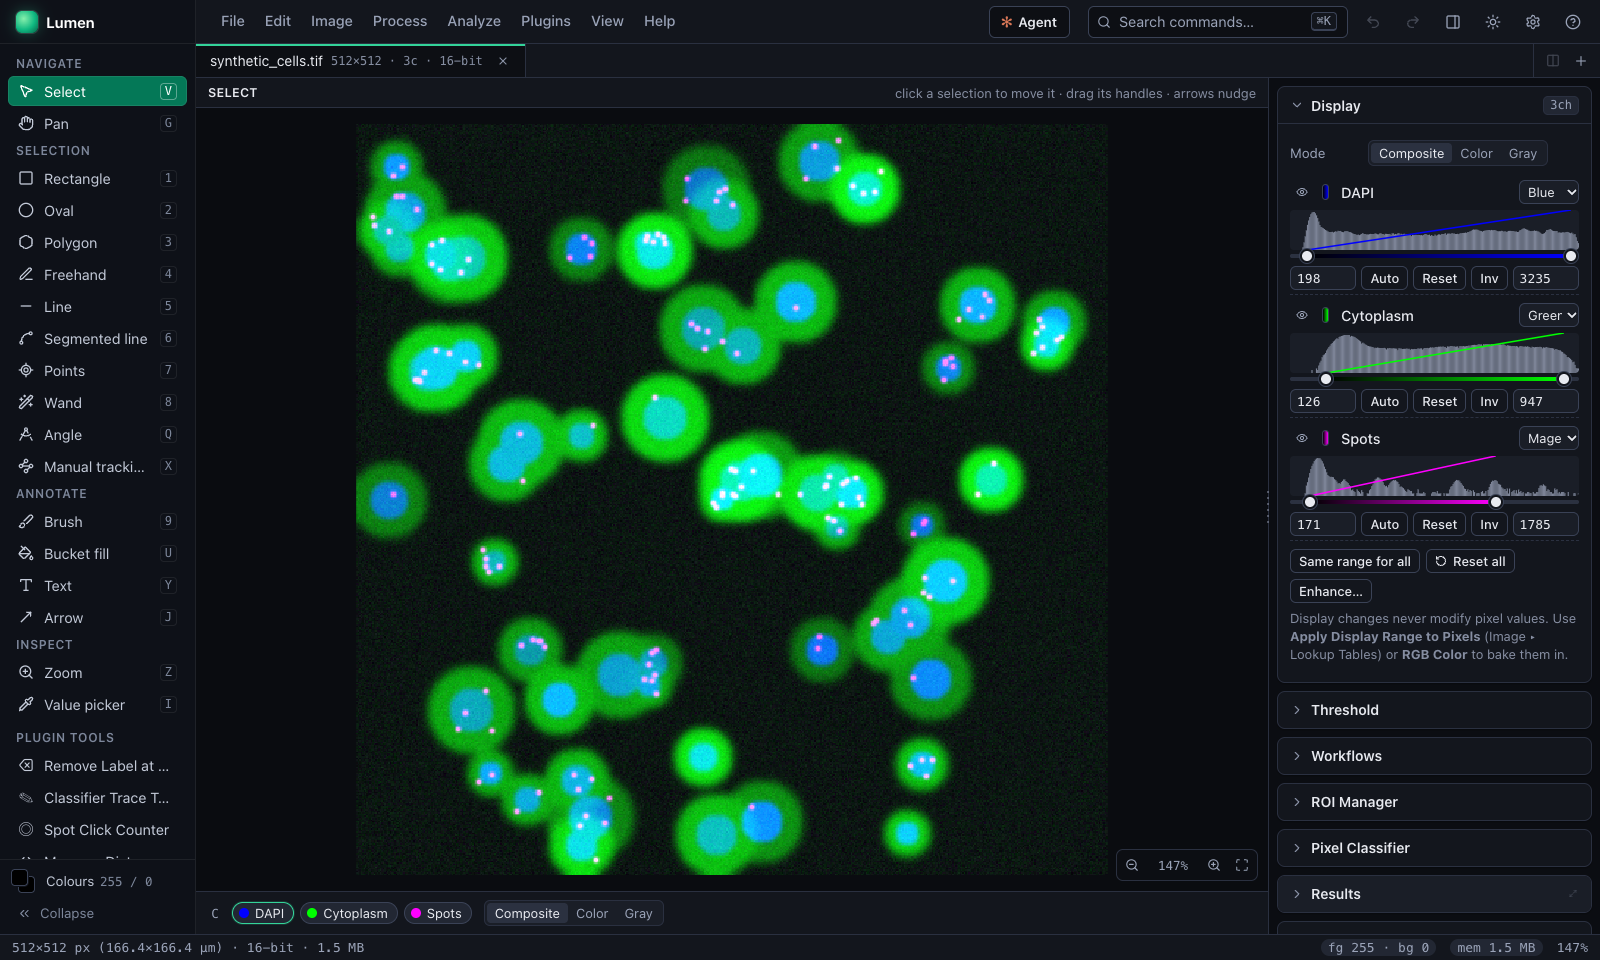 Lumen
File Edit Image Process Analyze Plugins View Help
Agent
Search commands... ⌘K
NAVIGATE
Select V
Pan G
SELECTION
Rectangle 1
Oval 2
Polygon 3
Freehand 4
Line 5
Segmented line 6
Points 7
Wand 8
Angle Q
Manual tracki... X
ANNOTATE
Brush 9
Bucket fill U
Text Y
Arrow J
INSPECT
Zoom Z
Value picker I
PLUGIN TOOLS
Remove Label at ...
Classifier Trace T...
Spot Click Counter
Colours 255 / 0
Collapse
synthetic_cells.tif 512×512 · 3c · 16-bit
SELECT
click a selection to move it · drag its handles · arrows nudge
147%
C DAPI Cytoplasm Spots Composite Color Gray
Display 3ch
Mode Composite Color Gray
DAPI Blue
198 Auto Reset Inv 3235
Cytoplasm Green
126 Auto Reset Inv 947
Spots Mage
171 Auto Reset Inv 1785
Same range for all Reset all
Enhance...
Display changes never modify pixel values. Use
Apply Display Range to Pixels (Image ▸
Lookup Tables) or RGB Color to bake them in.
Threshold
Workflows
ROI Manager
Pixel Classifier
Results
512×512 px (166.4×166.4 µm) · 16-bit · 1.5 MB
fg 255 · bg 0 mem 1.5 MB 147%